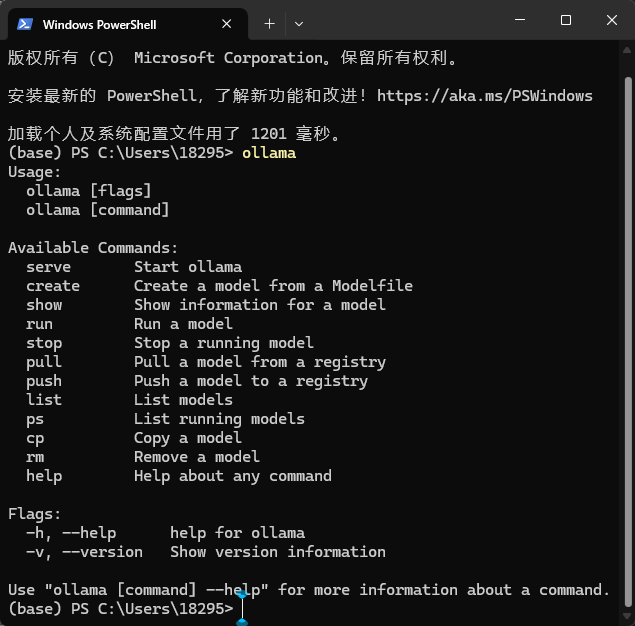 Windows PowerShell
版权所有 (C)  Microsoft Corporation。保留所有权利。
安装最新的 PowerShell，了解新功能和改进！https://aka.ms/PSWindows
加载个人及系统配置文件用了 1201 毫秒。
(base) PS C:\Users\18295> ollama
Usage:
  ollama [flags]
  ollama [command]

Available Commands:
  serve       Start ollama
  create      Create a model from a Modelfile
  show        Show information for a model
  run         Run a model
  stop        Stop a running model
  pull        Pull a model from a registry
  push        Push a model to a registry
  list        List models
  ps          List running models
  cp          Copy a model
  rm          Remove a model
  help        Help about any command

Flags:
  -h, --help      help for ollama
  -v, --version   Show version information

Use "ollama [command] --help" for more information about a command.
(base) PS C:\Users\18295>